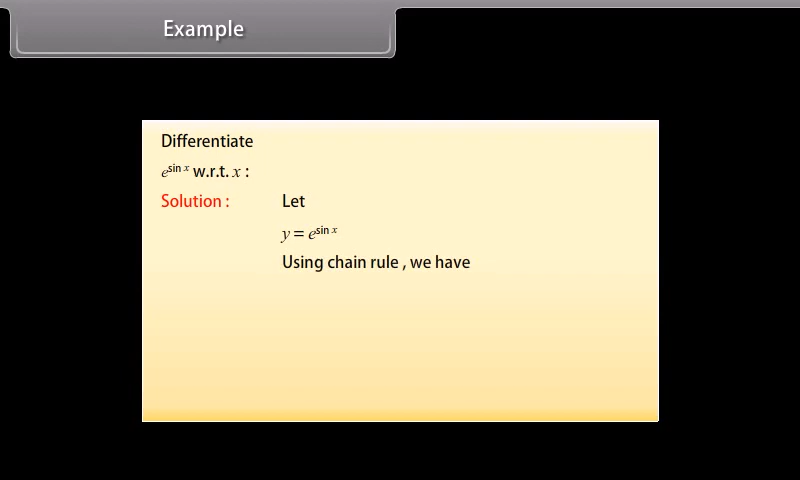 Example
Differentiate
e^sin x w.r.t. x :
Solution : Let
y = e^sin x
Using chain rule , we have